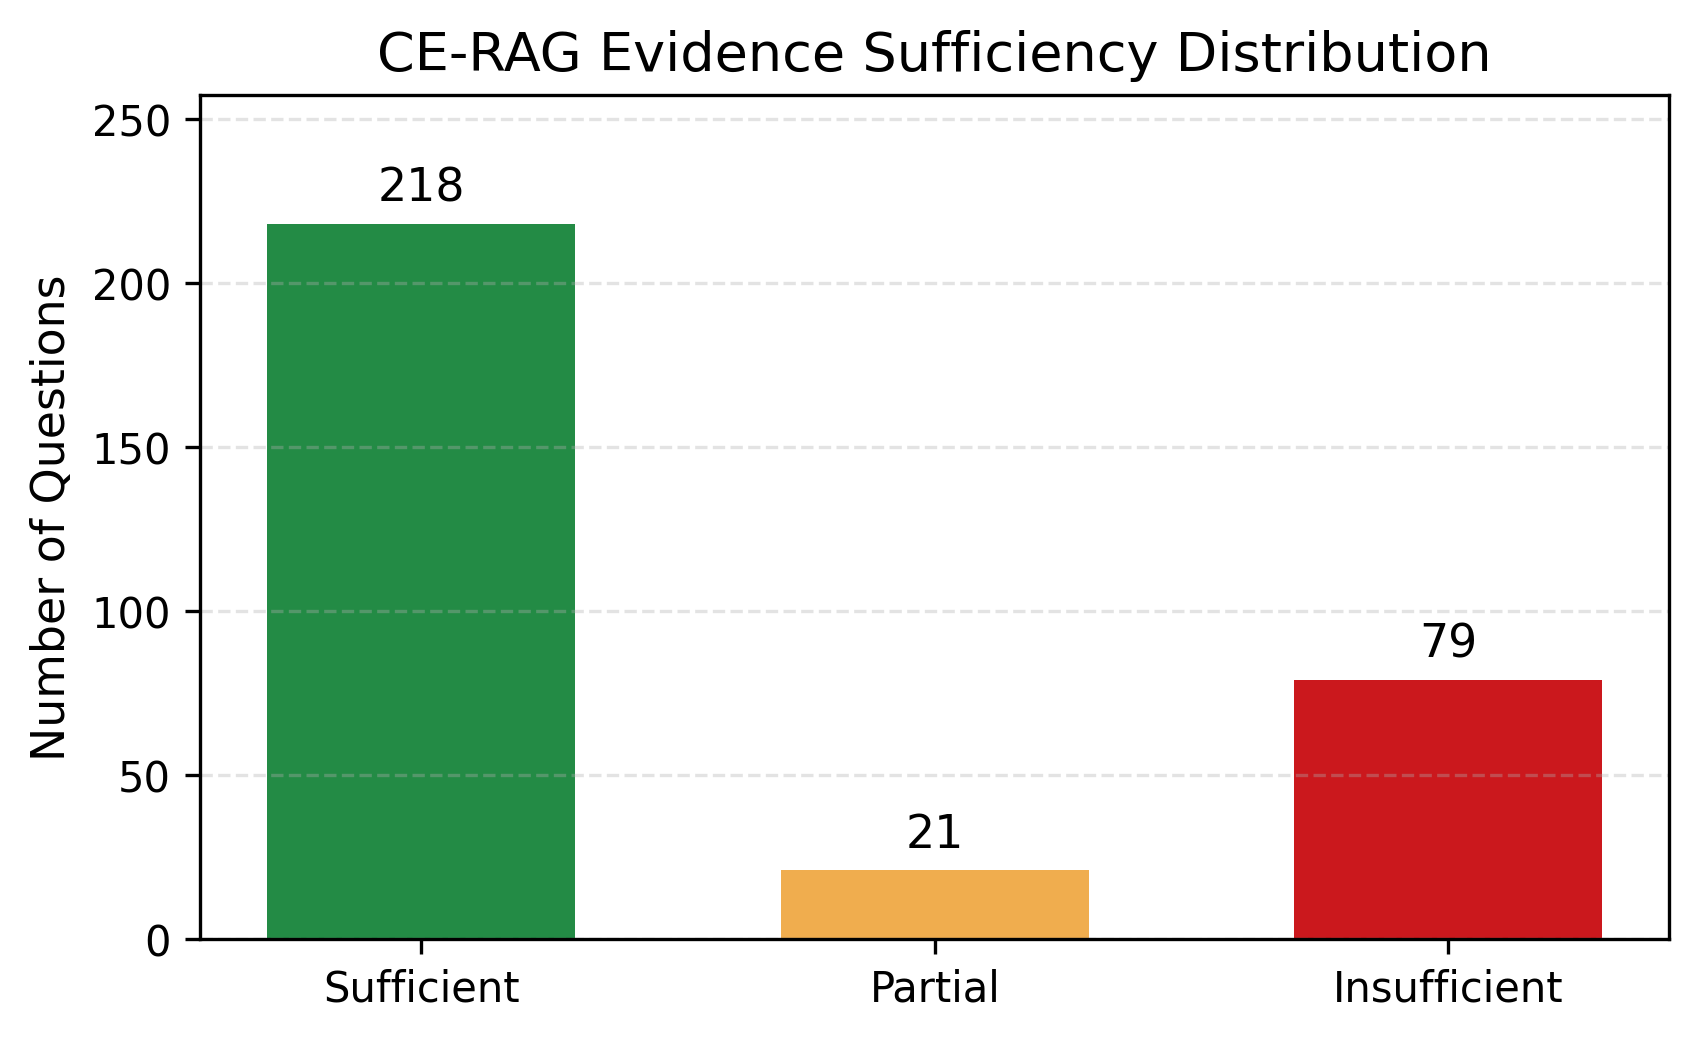 CE-RAG Evidence Sufficiency Distribution
Number of Questions
250
200
150
100
50
0
218
21
79
Sufficient
Partial
Insufficient